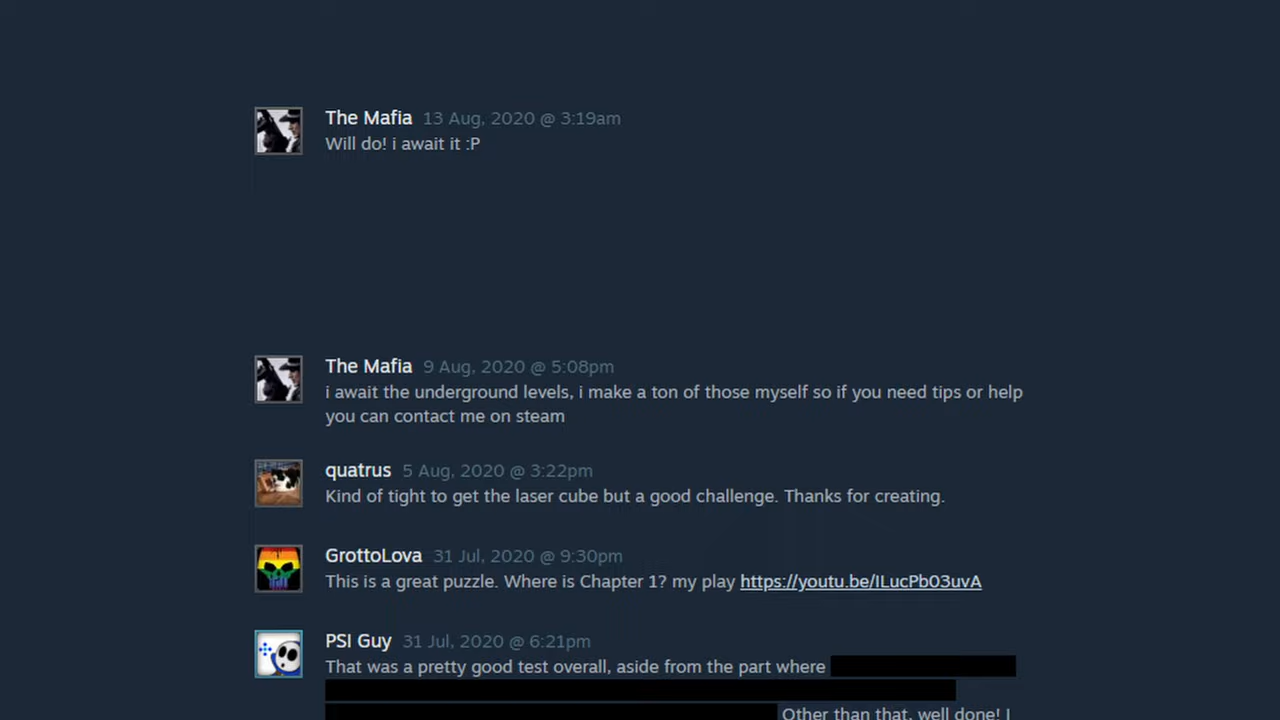 The Mafia 13 Aug, 2020 @ 3:19am
Will do! i await it :P
The Mafia 9 Aug, 2020 @ 5:08pm
i await the underground levels, i make a ton of those myself so if you need tips or help
you can contact me on steam
quatrus 5 Aug, 2020 @ 3:22pm
Kind of tight to get the laser cube but a good challenge. Thanks for creating.
GrottoLova 31 Jul, 2020 @ 9:30pm
This is a great puzzle. Where is Chapter 1? my play https://youtu.be/ILucPb03uvA
PSI Guy 31 Jul, 2020 @ 6:21pm
That was a pretty good test overall, aside from the part where
Other than that, well done! I